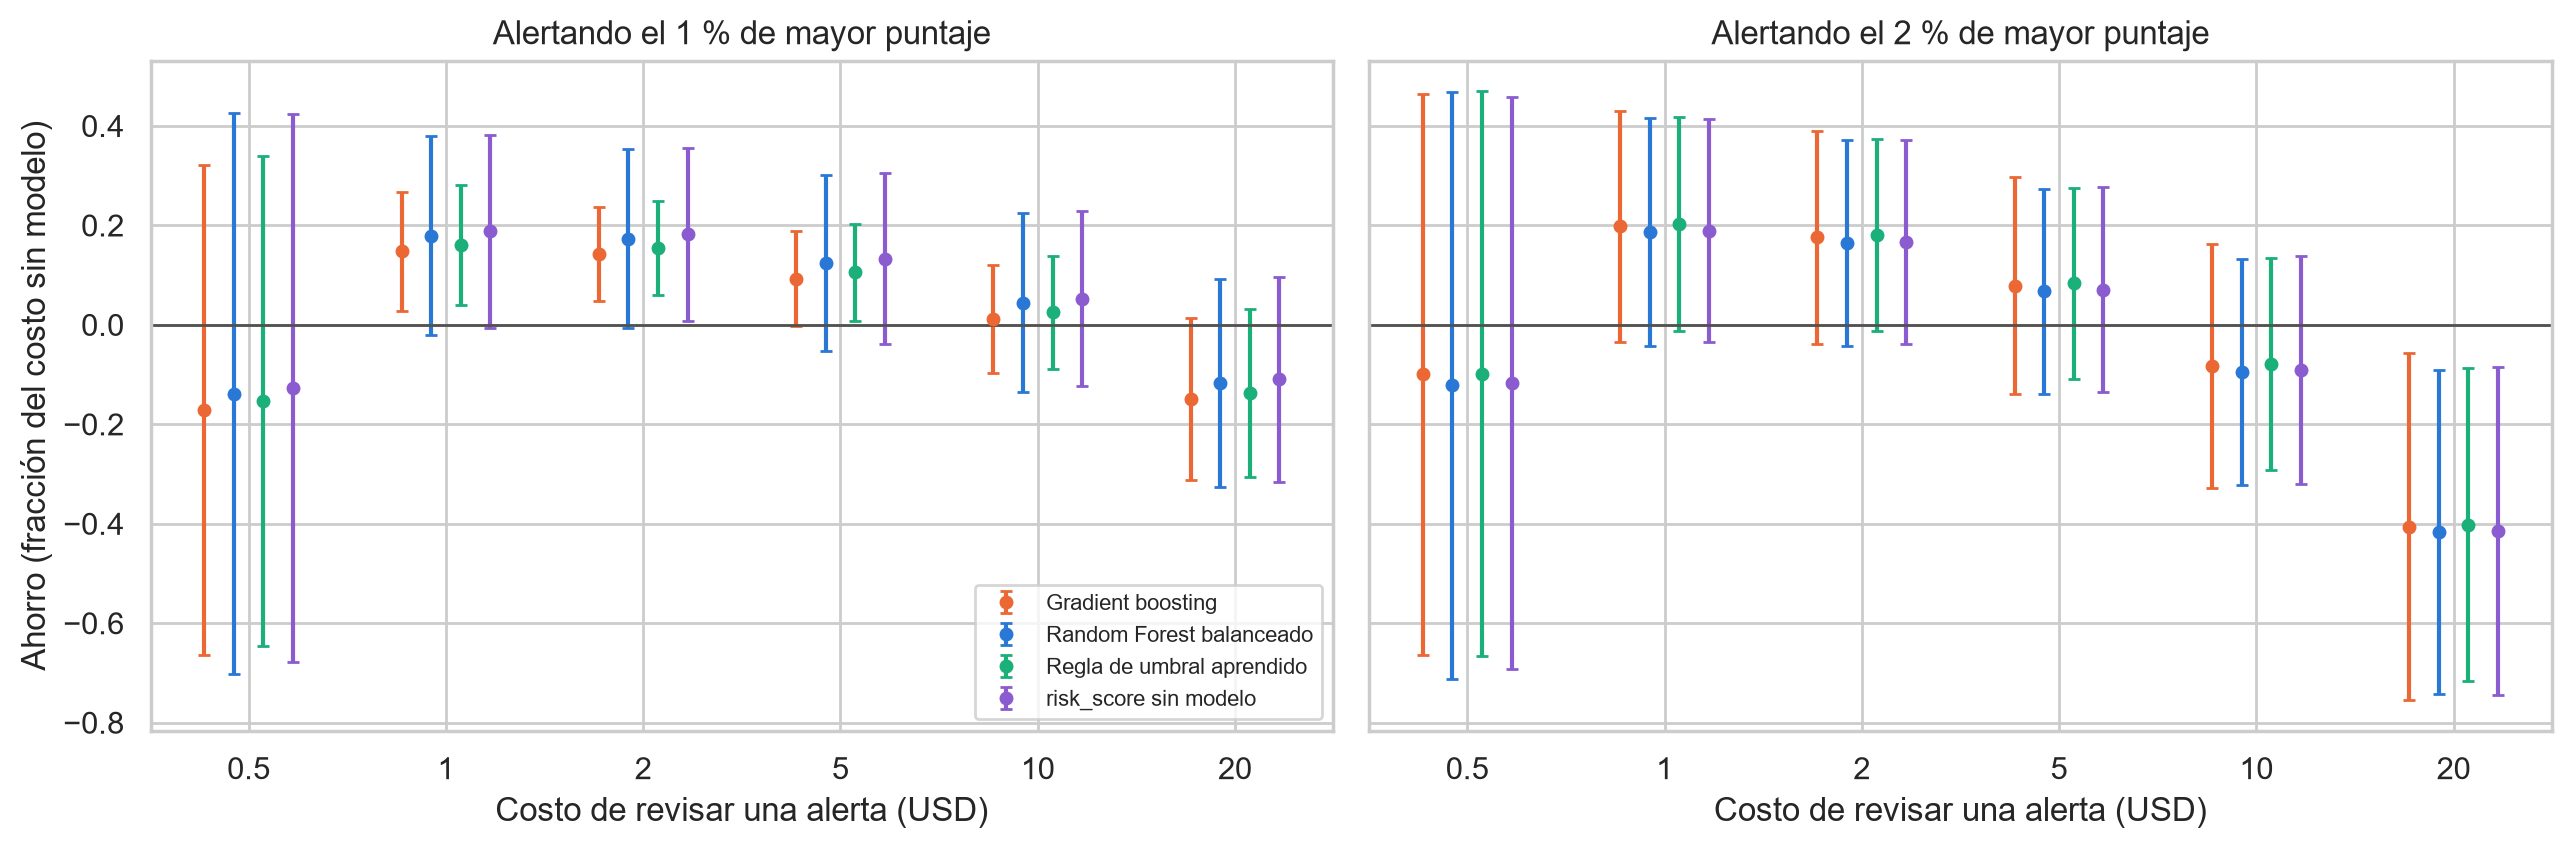 Alertando el 1 % de mayor puntaje
Alertando el 2 % de mayor puntaje
Ahorro (fracción del costo sin modelo)
0.4
0.2
0.0
−0.2
−0.4
−0.6
−0.8
Gradient boosting
Random Forest balanceado
Regla de umbral aprendido
risk_score sin modelo
0.5 1 2 5 10 20
0.5 1 2 5 10 20
Costo de revisar una alerta (USD)
Costo de revisar una alerta (USD)